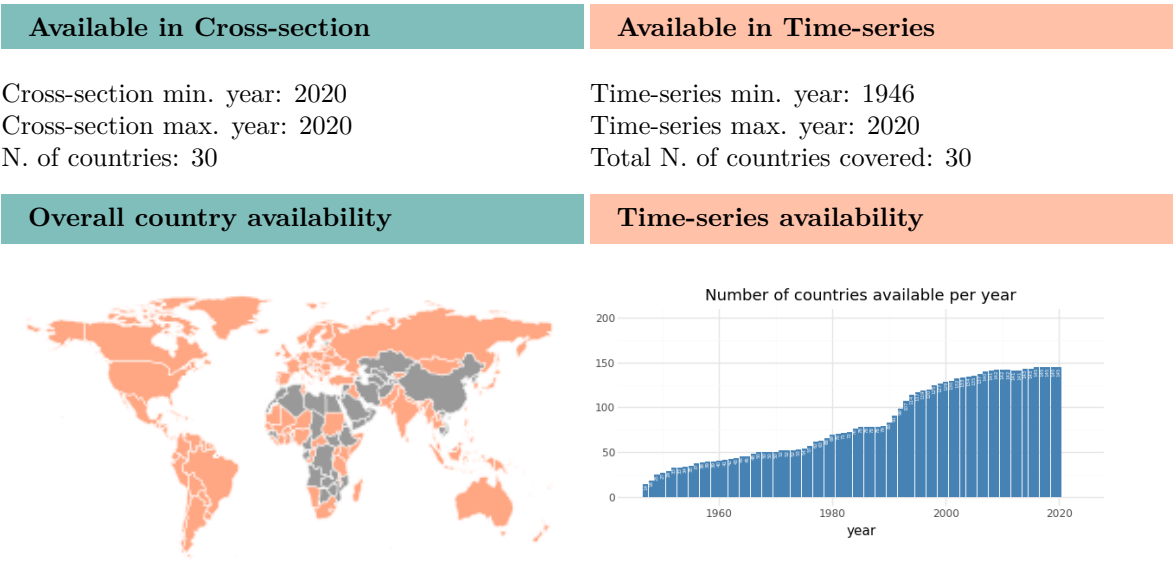 Available in Cross-section
Available in Time-series
Cross-section min. year: 2020
Cross-section max. year: 2020
N. of countries: 30
Time-series min. year: 1946
Time-series max. year: 2020
Total N. of countries covered: 30
Overall country availability
Time-series availability
Number of countries available per year
200
150
100
50
0
1960
1980
2000
2020
year